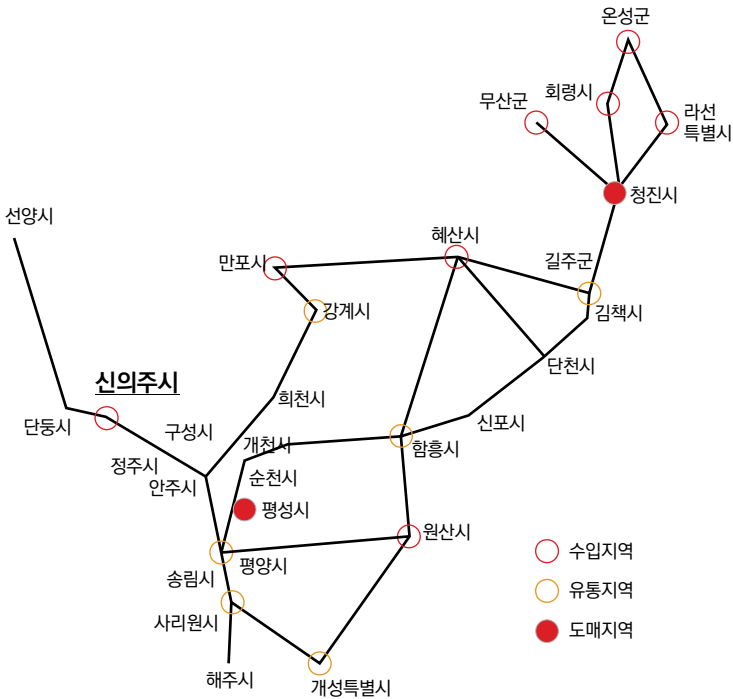 온성군
회령시
무산군
라선
특별시
청진시
선양시
혜산시
만포시
길주군
강계시
김책시
단천시
신의주시
희천시
단둥시
구성시
신포시
개천시
함흥시
정주시
순천시
안주시
평성시
원산시
평양시
송림시
사리원시
해주시
개성특별시
수입지역
유통지역
도매지역